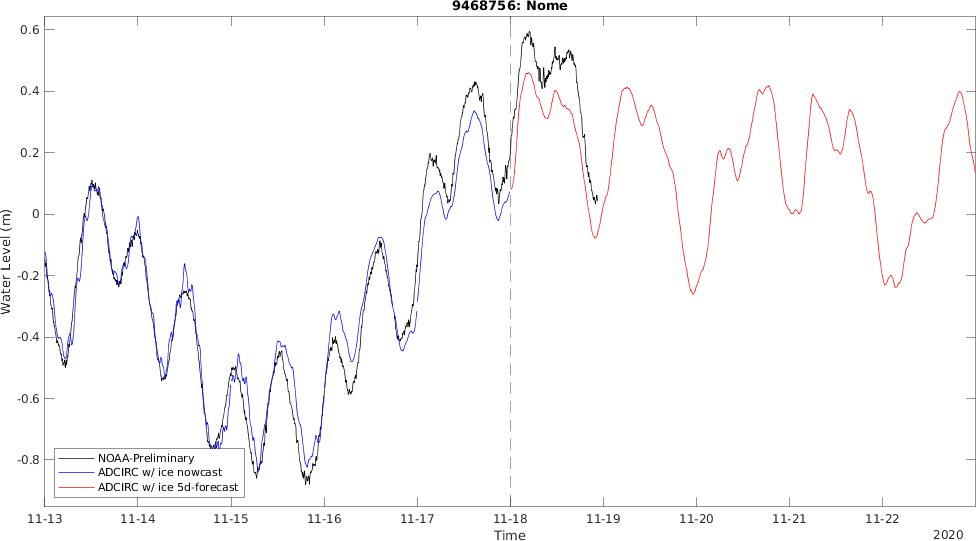 9468756: Nome
0.6
0.4
0.2
0
-0.2
-0.4
-0.6
-0.8
Water Level (m)
NOAA-Preliminary
ADCIRC w/ ice nowcast
ADCIRC w/ ice 5d-forecast
11-13 11-14 11-15 11-16 11-17 11-18 11-19 11-20 11-21 11-22
Time
2020